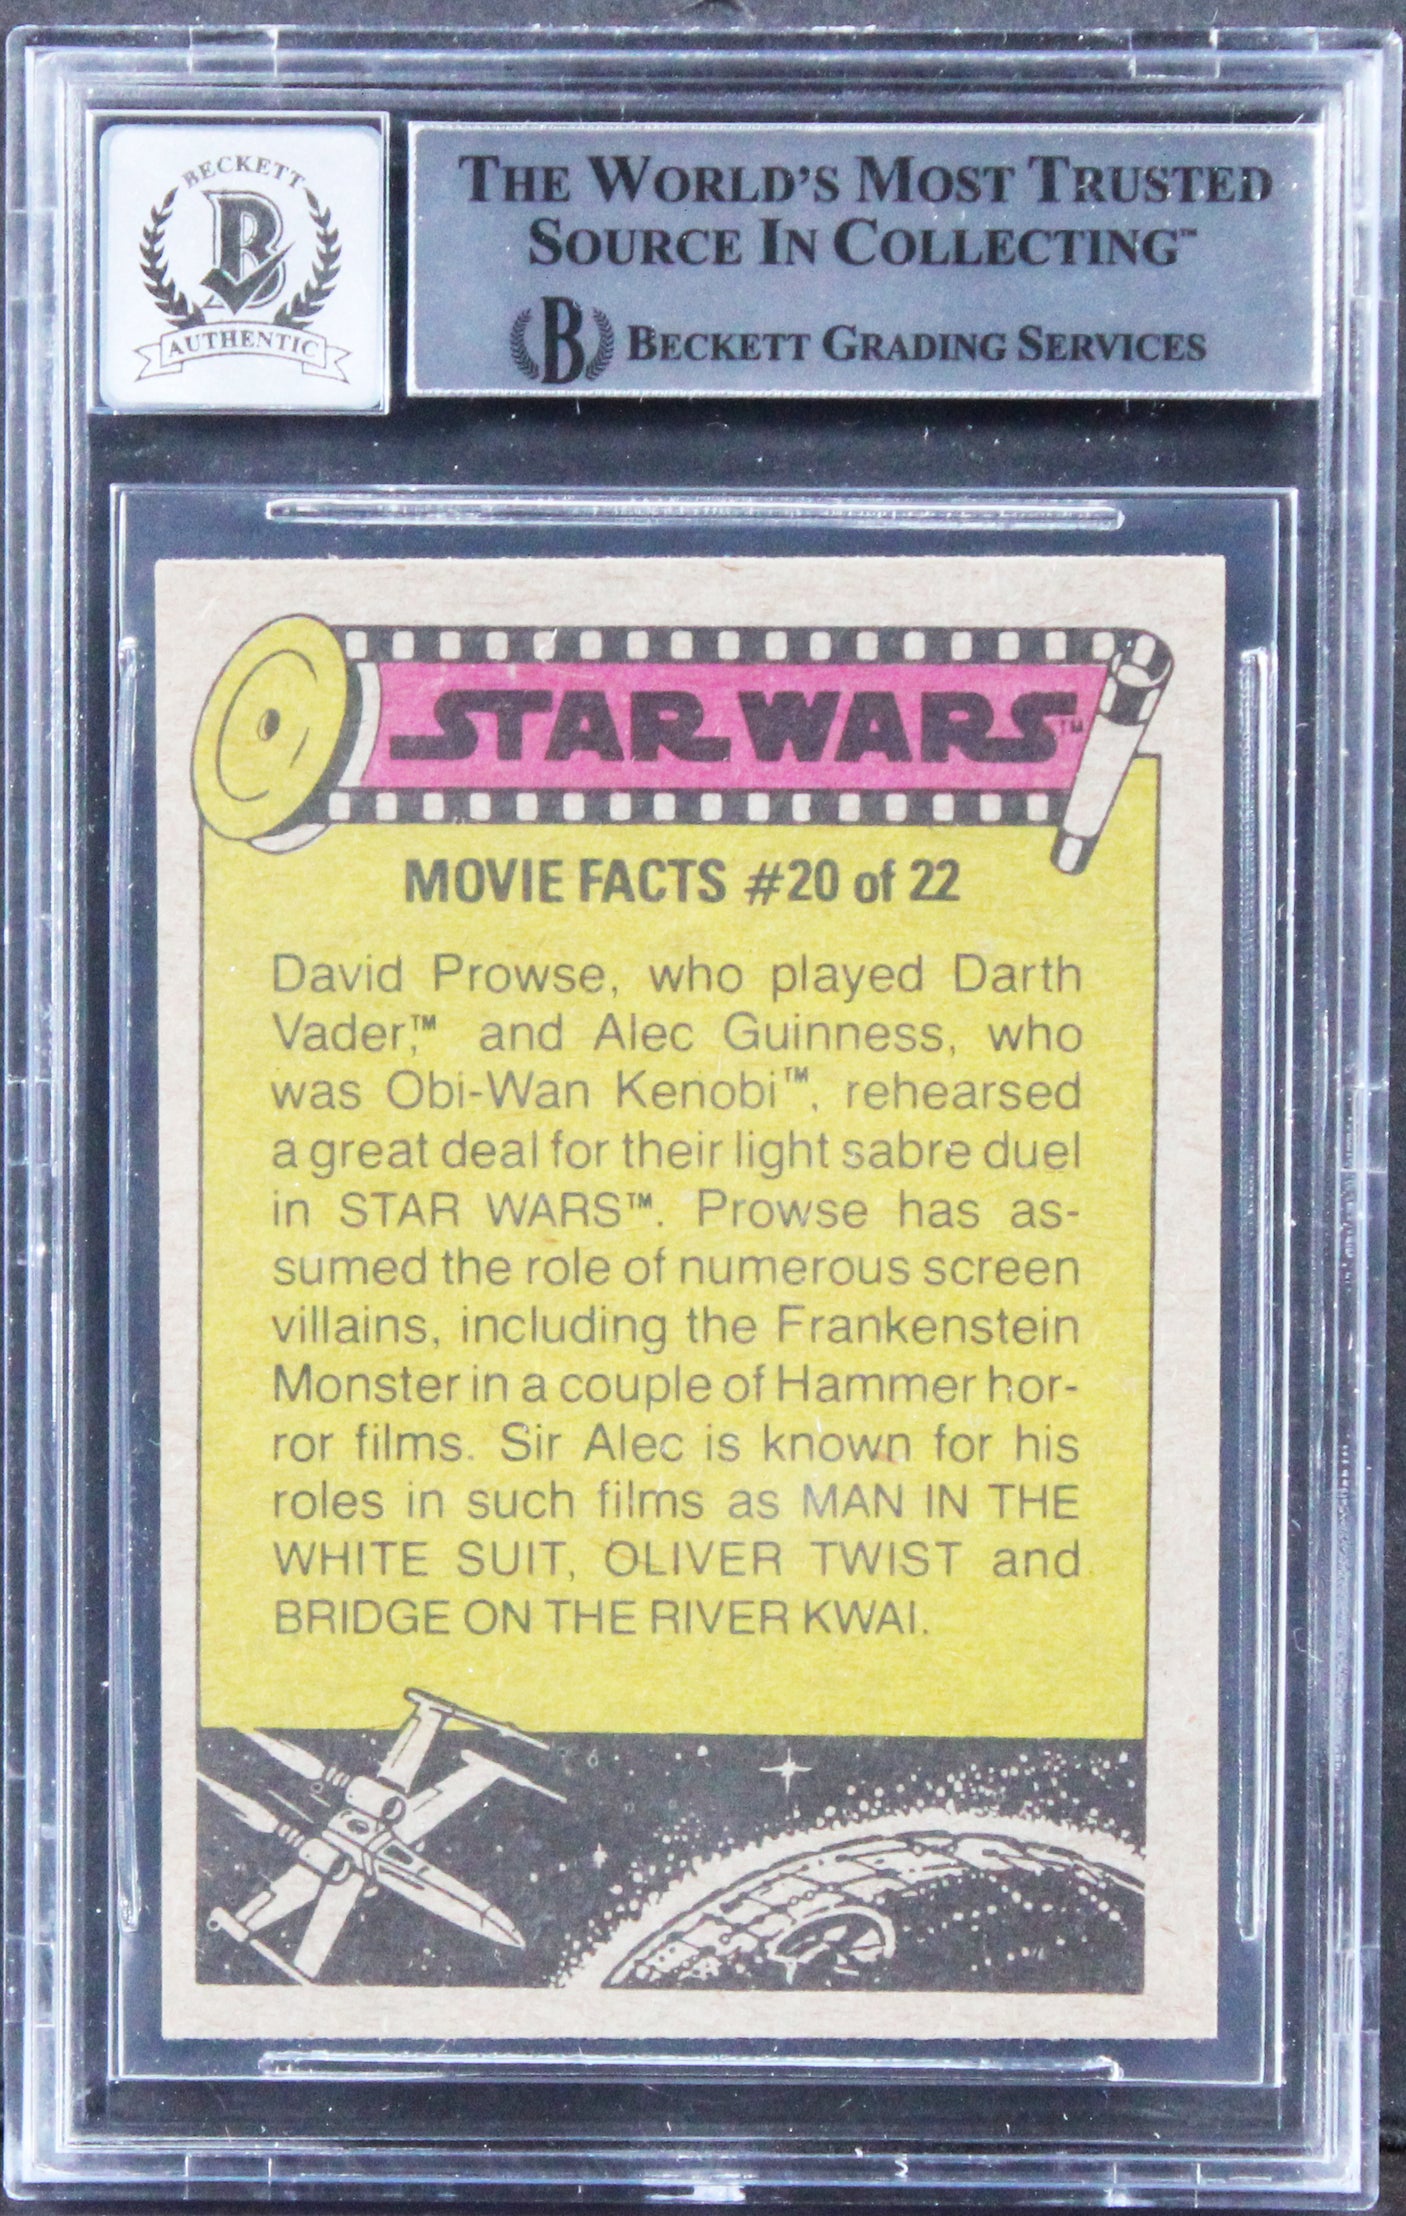 BECKETT
B
AUTHENTIC
THE WORLD'S MOST TRUSTED
SOURCE IN COLLECTING™
B BECKETT GRADING SERVICES
STAR WARS™
MOVIE FACTS #20 of 22
David Prowse, who played Darth
Vader,™ and Alec Guinness, who
was Obi-Wan Kenobi™, rehearsed
a great deal for their light sabre duel
in STAR WARS™. Prowse has as-
sumed the role of numerous screen
villains, including the Frankenstein
Monster in a couple of Hammer hor-
ror films. Sir Alec is known for his
roles in such films as MAN IN THE
WHITE SUIT, OLIVER TWIST and
BRIDGE ON THE RIVER KWAI.